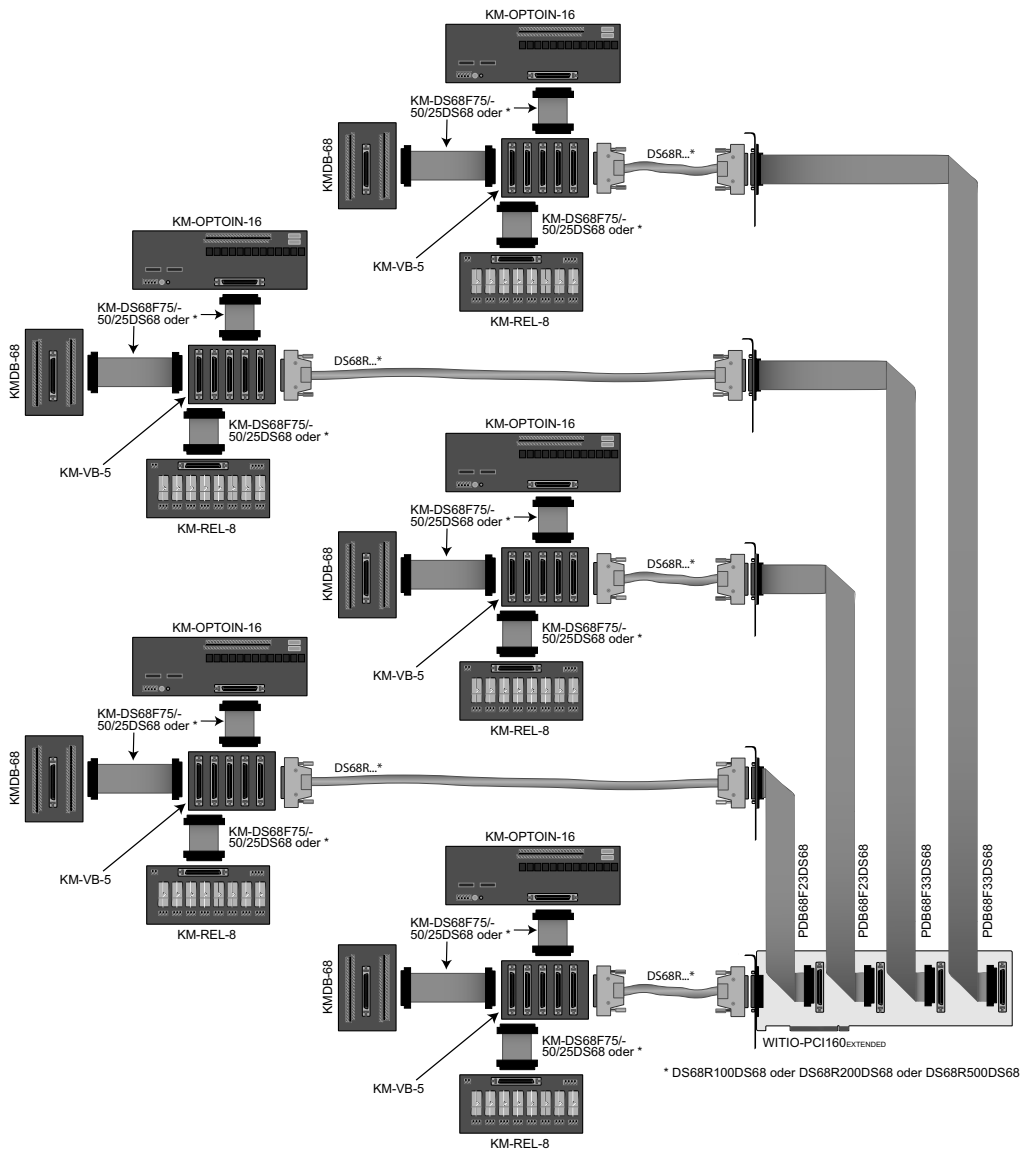 KM-OPTOIN-16
KM-DS68F75/-
50/25DS68 oder *
KMDB-68
DS68R...*
KM-DS68F75/-
50/25DS68 oder *
KM-VB-5
KM-REL-8
KM-OPTOIN-16
KM-DS68F75/-
50/25DS68 oder *
KMDB-68
DS68R...*
KM-DS68F75/-
50/25DS68 oder *
KM-VB-5
KM-REL-8
KM-OPTOIN-16
KM-DS68F75/-
50/25DS68 oder *
KMDB-68
DS68R...*
KM-DS68F75/-
50/25DS68 oder *
KM-VB-5
KM-REL-8
KM-OPTOIN-16
KM-DS68F75/-
50/25DS68 oder *
KMDB-68
DS68R...*
KM-DS68F75/-
50/25DS68 oder *
KM-VB-5
KM-REL-8
KM-OPTOIN-16
KM-DS68F75/-
50/25DS68 oder *
KMDB-68
DS68R...*
KM-DS68F75/-
50/25DS68 oder *
KM-VB-5
KM-REL-8
PDB68F23DS68
PDB68F23DS68
PDB68F33DS68
PDB68F33DS68
WITIO-PCI160EXTENDED
* DS68R100DS68 oder DS68R200DS68 oder DS68R500DS68